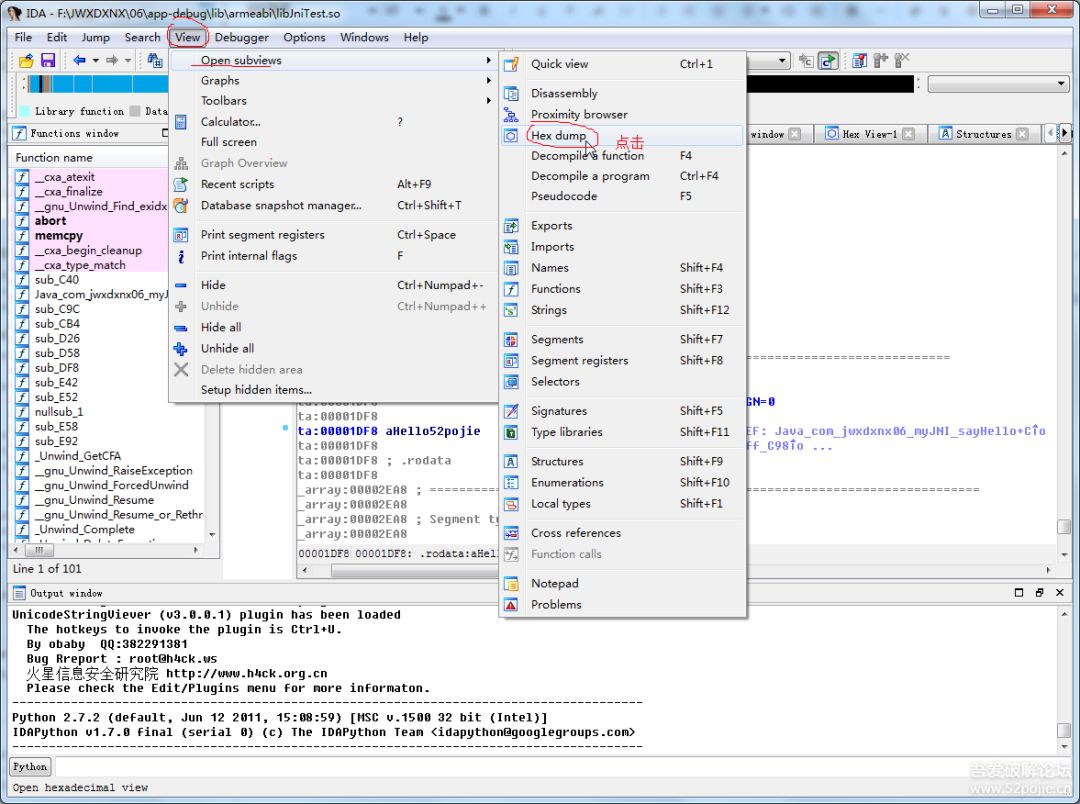 IDA - F:\JWXDXNX\06\app-debug\lib\armeabi\libJniTest.so
File Edit Jump Search View Debugger Options Windows Help
Library function Data
Functions window
Function name
__cxa_atexit
__cxa_finalize
__gnu_Unwind_Find_exidx
abort
memcpy
__cxa_begin_cleanup
__cxa_type_match
sub_C40
Java_com_jwxdxnx06_myJ
sub_C9C
sub_CB4
sub_D26
sub_D58
sub_DF8
sub_E42
sub_E52
nullsub_1
sub_E58
sub_E92
_Unwind_GetCFA
__gnu_Unwind_RaiseException
__gnu_Unwind_ForcedUnwind
__gnu_Unwind_Resume
__gnu_Unwind_Resume_or_Rethr
_Unwind_Complete
Line 1 of 101
Open subviews
Graphs
Toolbars
Calculator... ?
Full screen
Graph Overview
Recent scripts Alt+F9
Database snapshot manager... Ctrl+Shift+T
Print segment registers Ctrl+Space
Print internal flags F
Hide Ctrl+Numpad+-
Unhide Ctrl+Numpad++
Hide all
Unhide all
Delete hidden area
Setup hidden items...
Quick view Ctrl+1
Disassembly
Proximity browser
Hex dump 点击
Decompile a function F4
Decompile a program Ctrl+F4
Pseudocode F5
Exports
Imports
Names Shift+F4
Functions Shift+F3
Strings Shift+F12
Segments Shift+F7
Segment registers Shift+F8
Selectors
Signatures Shift+F5
Type libraries Shift+F11
Structures Shift+F9
Enumerations Shift+F10
Local types Shift+F1
Cross references
Function calls
Notepad
Problems
window Hex View-1 Structures
GN=0
ta:00001DF8
ta:00001DF8 aHello52pojie EF: Java_com_jwxdxnx06_myJNI_sayHello+C↑o
ta:00001DF8 ff_C98↑o ...
ta:00001DF8 ; .rodata
ta:00001DF8
_array:00002EA8 ; ==========
_array:00002EA8
_array:00002EA8 ; Segment ty
_array:00002EA8
00001DF8 00001DF8: .rodata:aHell
Output window
UnicodeStringViever (v3.0.0.1) plugin has been loaded
The hotkeys to invoke the plugin is Ctrl+U.
By obaby QQ:382291381
Bug Rreport : root@h4ck.ws
火星信息安全研究院 http://www.h4ck.org.cn
Please check the Edit/Plugins menu for more informaton.
Python 2.7.2 (default, Jun 12 2011, 15:08:59) [MSC v.1500 32 bit (Intel)]
IDAPython v1.7.0 final (serial 0) (c) The IDAPython Team <idapython@googlegroups.com>
Python
Open hexadecimal view
吾爱破解论坛
www.52pojie.cn